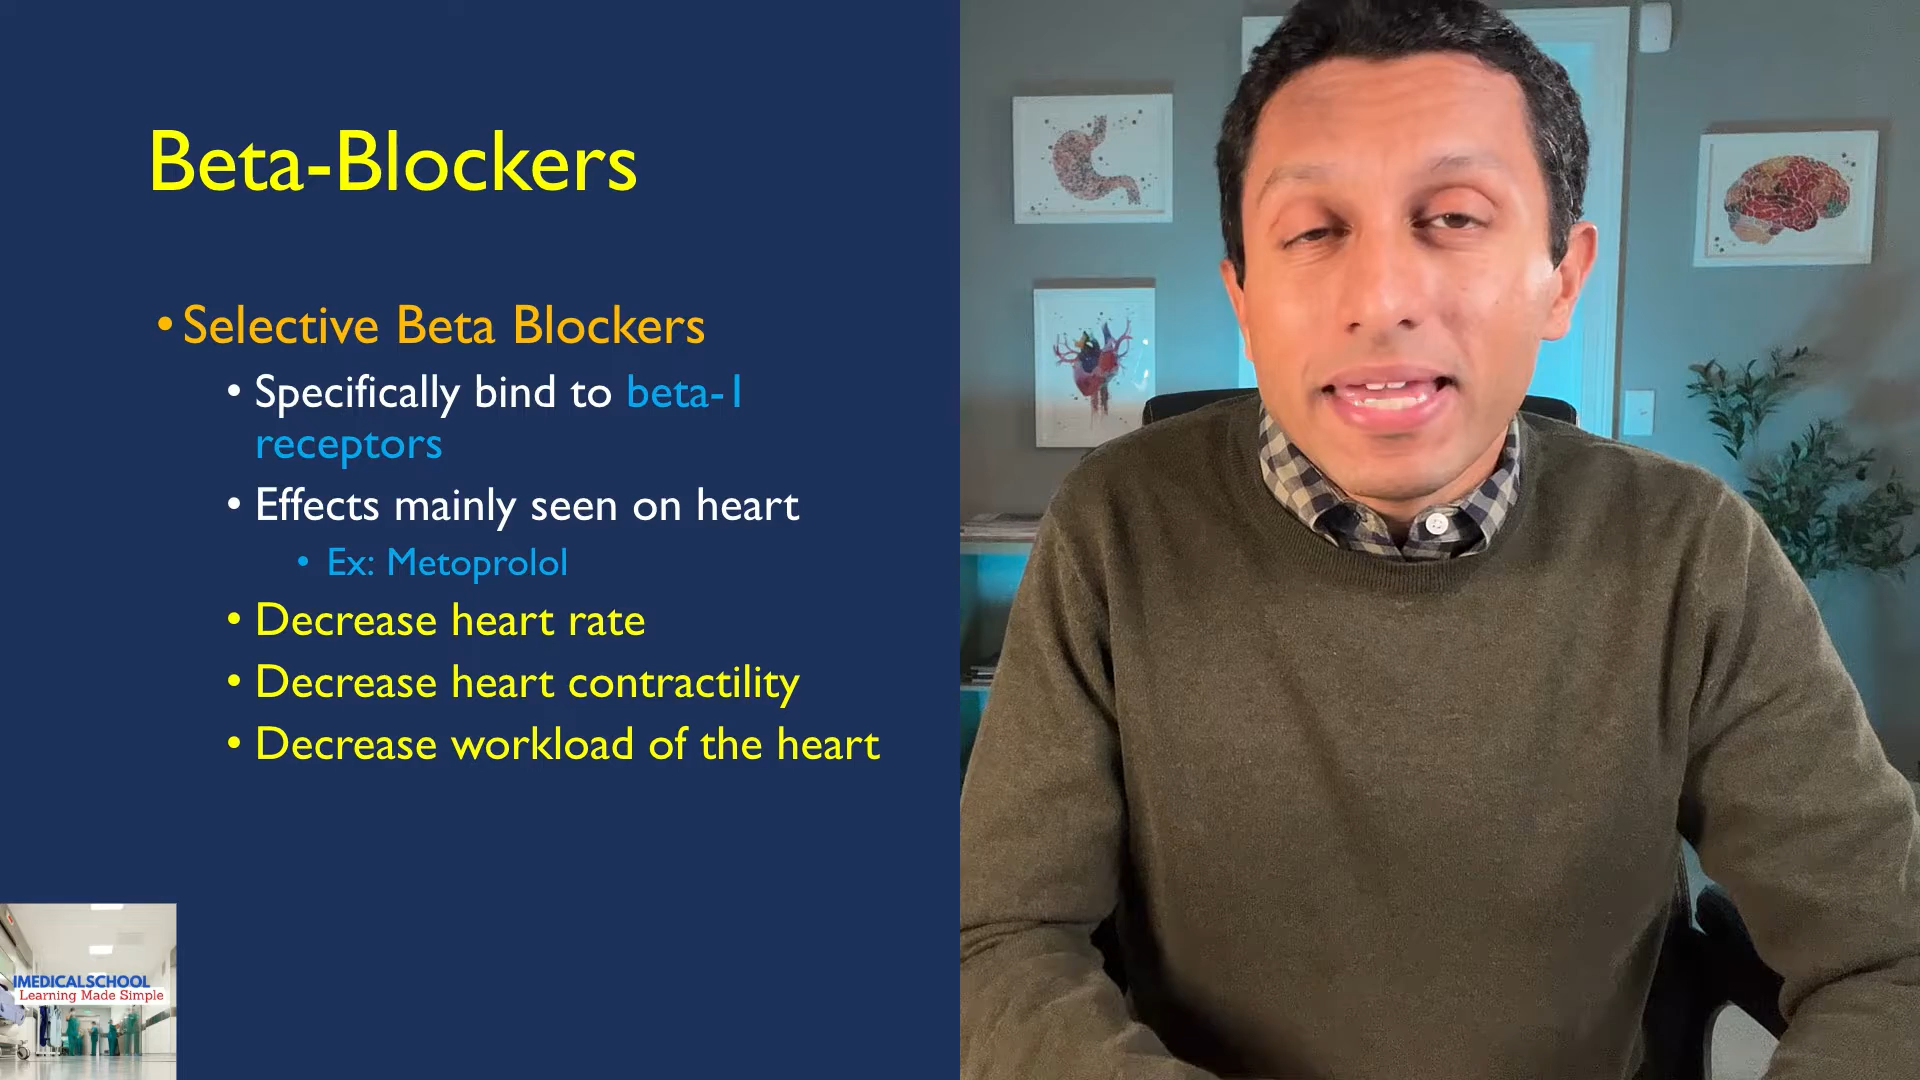 Beta-Blockers
• Selective Beta Blockers
• Specifically bind to beta-1
receptors
• Effects mainly seen on heart
• Ex: Metoprolol
• Decrease heart rate
• Decrease heart contractility
• Decrease workload of the heart
IMEDICALSCHOOL
Learning Made Simple